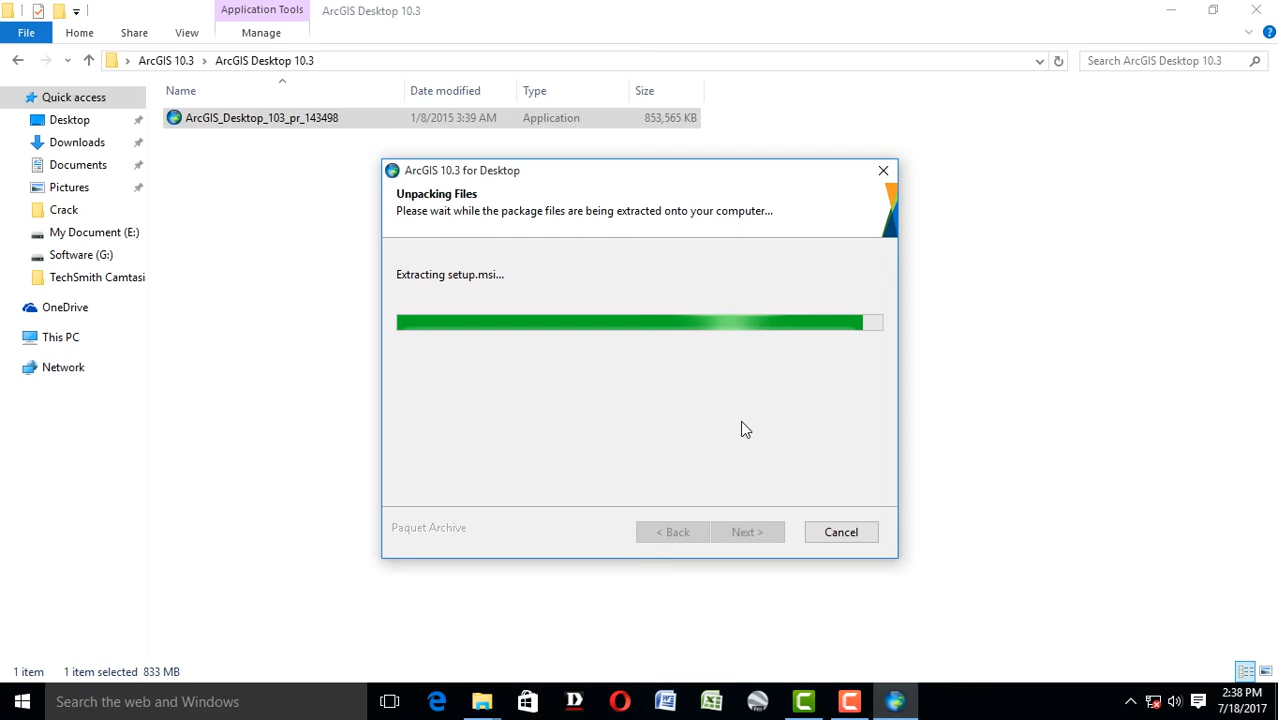 Application Tools ArcGIS Desktop 10.3
File Home Share View Manage
ArcGIS 10.3 ArcGIS Desktop 10.3 Search ArcGIS Desktop 10.3
Name Date modified Type Size
Quick access
ArcGIS_Desktop_103_pr_143498 1/8/2015 3:39 AM Application 853,565 KB
Desktop
Downloads
Documents
Pictures
Crack
My Document (E:)
Software (G:)
TechSmith Camtasi
OneDrive
This PC
Network
ArcGIS 10.3 for Desktop
Unpacking Files
Please wait while the package files are being extracted onto your computer...
Extracting setup.msi...
Paquet Archive
< Back Next > Cancel
1 item 1 item selected 833 MB
Search the web and Windows
2:38 PM
7/18/2017